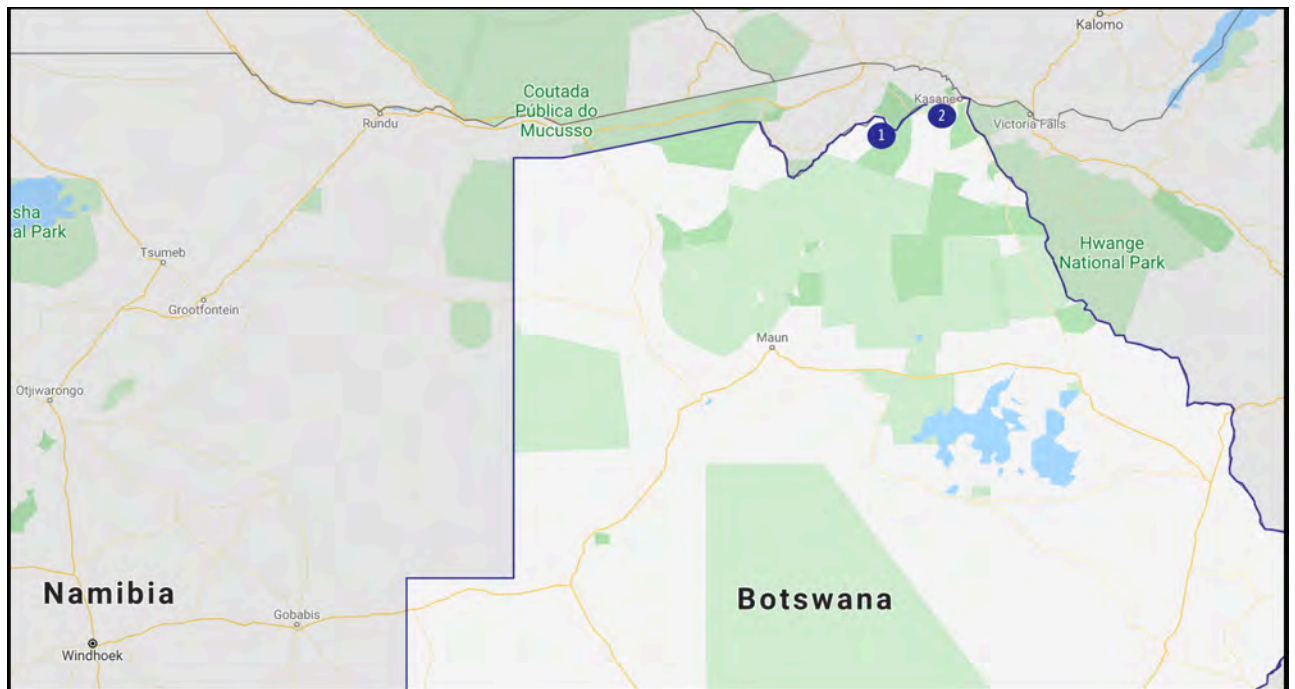 Kalomo
Coutada
Pública do
Mucusso
Kasane
Rundu
Victoria Falls
1
2
sha
al Park
Hwange
National Park
Tsumeb
Grootfontein
Maun
Otjiwarongo
Namibia
Botswana
Gobabis
Windhoek